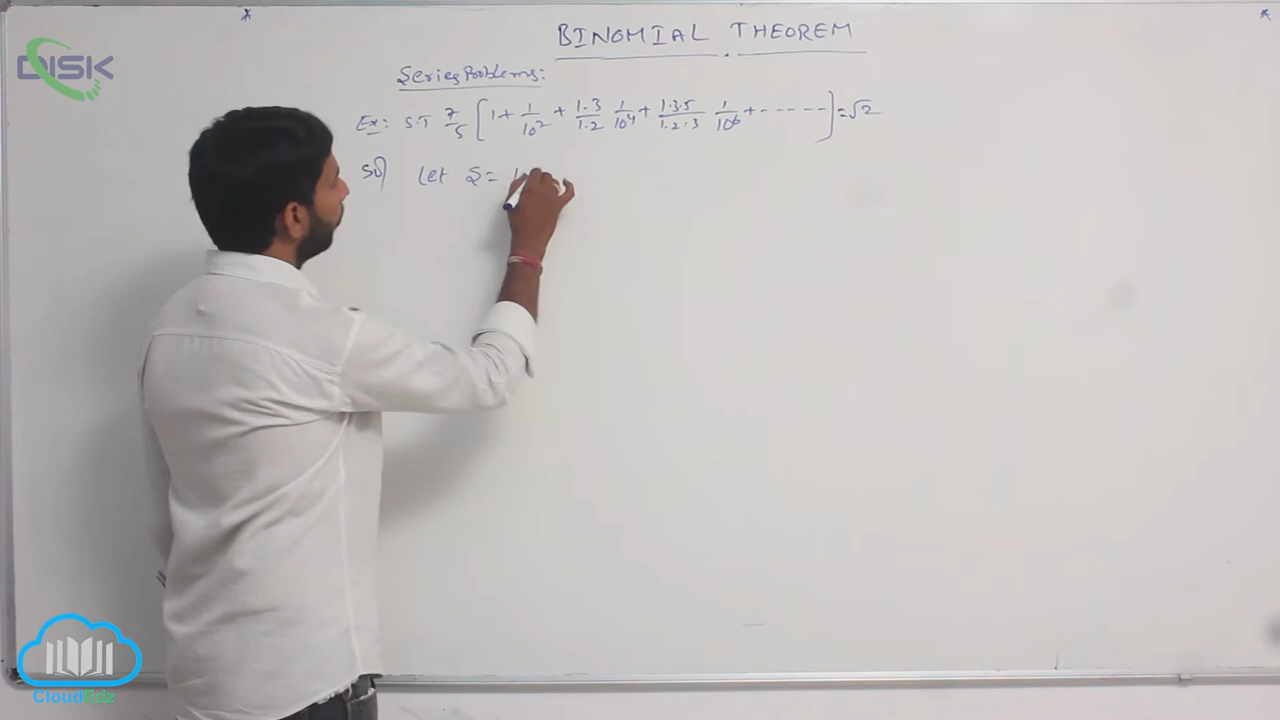 BINOMIAL THEOREM
DISK
Series Problems:
Ex: S.T 7/5 [1 + 1/10² + 1.3/1.2 1/10⁴ + 1.3.5/1.2.3 1/10⁶ + ------] = √2
Sol Let S = 1
CloudEdz